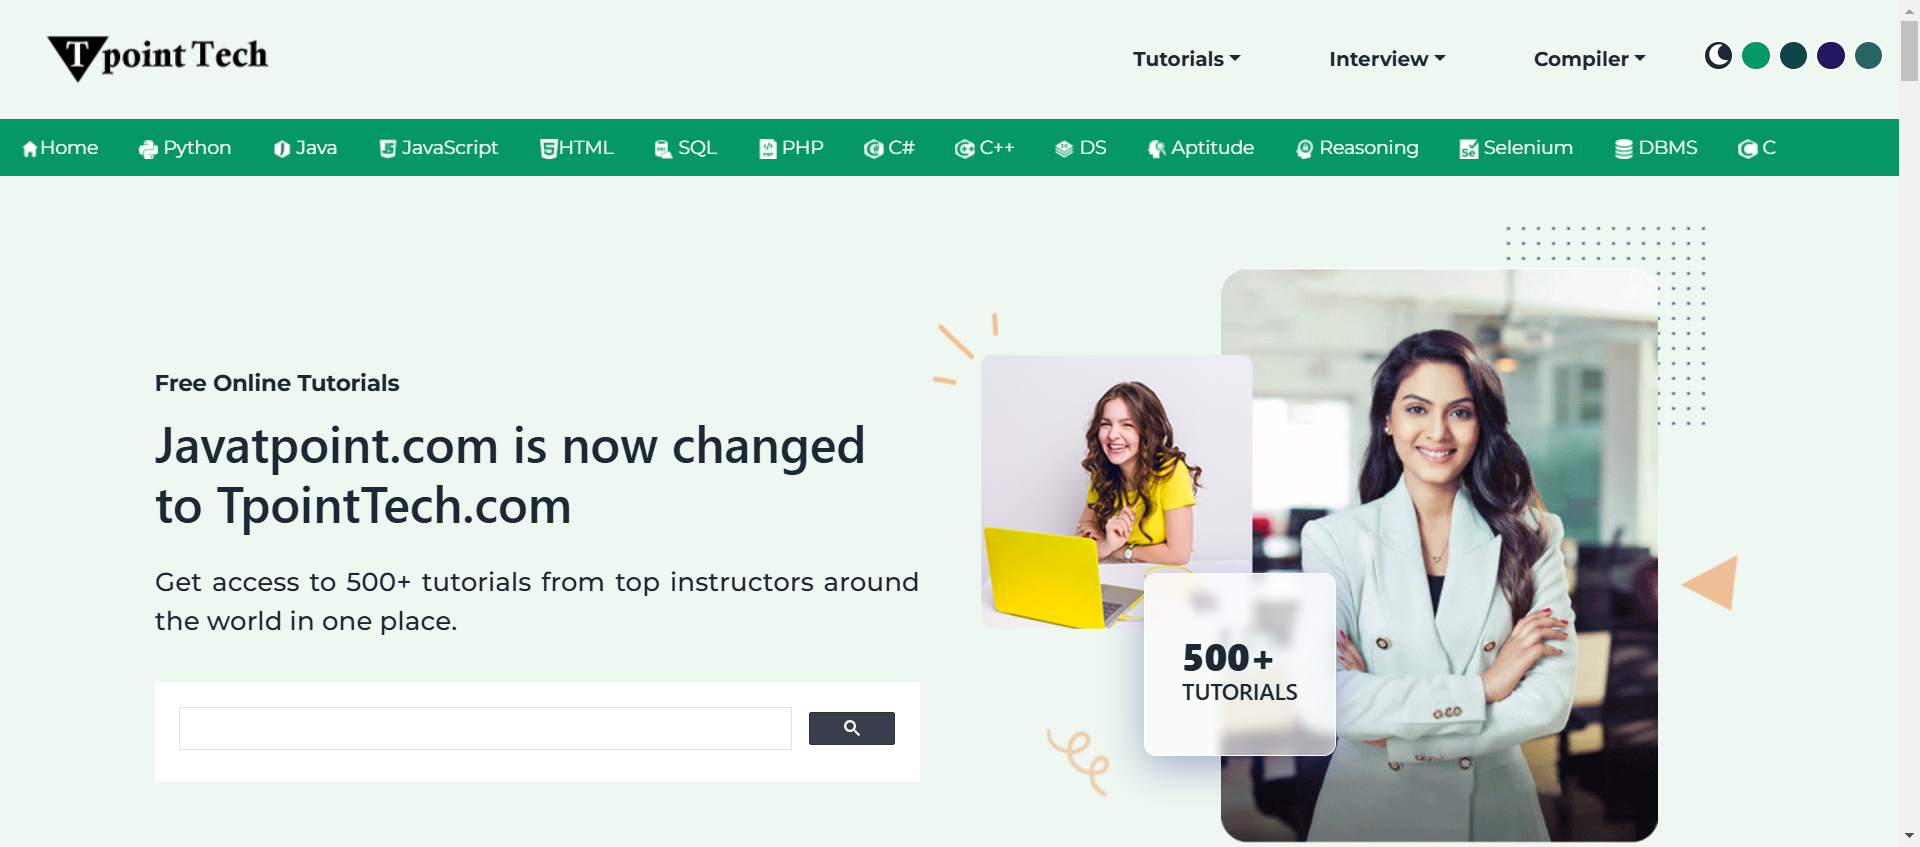 Tpoint Tech
Tutorials Interview Compiler
Home Python Java JavaScript HTML SQL PHP C# C++ DS Aptitude Reasoning Selenium DBMS C
Free Online Tutorials
Javatpoint.com is now changed
to TpointTech.com
Get access to 500+ tutorials from top instructors around
the world in one place.
500+
TUTORIALS